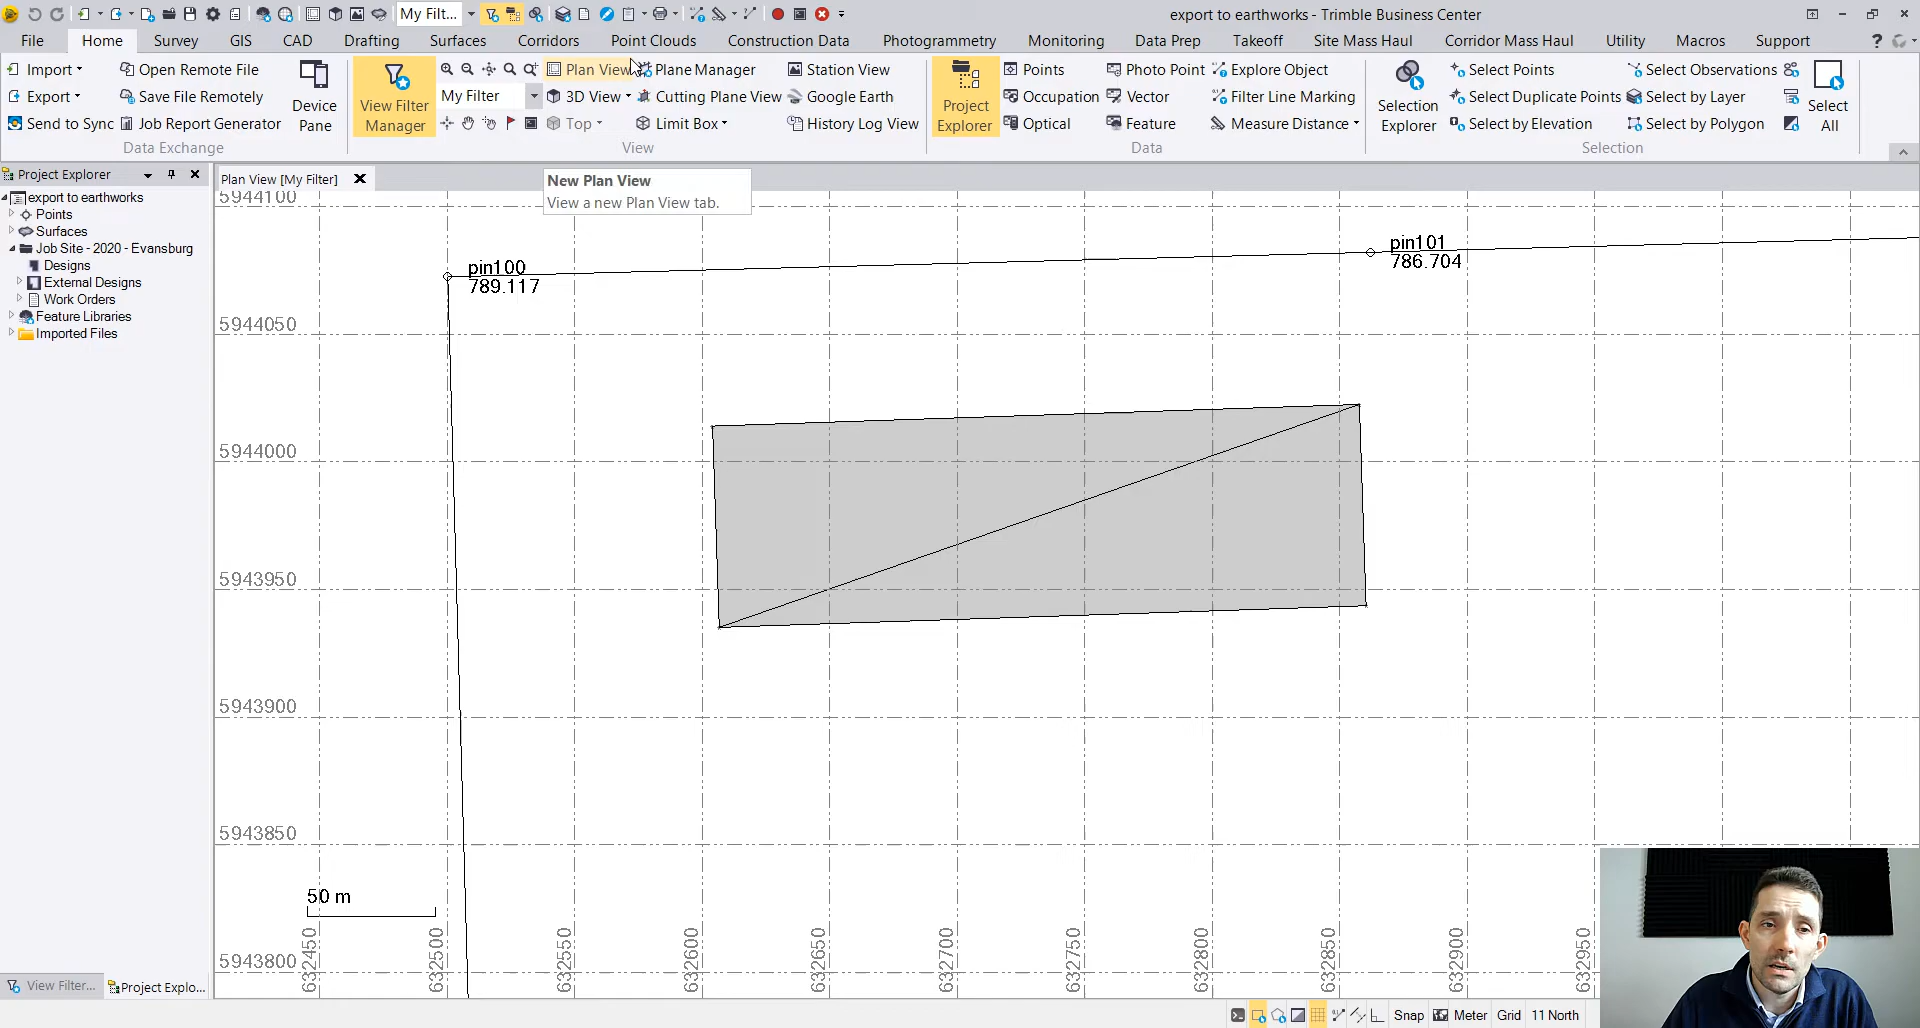 My Filt...
export to earthworks - Trimble Business Center
File Home Survey GIS CAD Drafting Surfaces Corridors Point Clouds Construction Data Photogrammetry Monitoring Data Prep Takeoff Site Mass Haul Corridor Mass Haul Utility Macros Support
Import Open Remote File
Export Save File Remotely
Send to Sync Job Report Generator
Device Pane
Data Exchange
View Filter Manager
My Filter
Plan View Plane Manager Station View
3D View Cutting Plane View Google Earth
Top Limit Box History Log View
View
Project Explorer
Points Photo Point Explore Object
Occupation Vector Filter Line Marking
Optical Feature Measure Distance
Data
Selection Explorer
Select Points Select Observations
Select Duplicate Points Select by Layer
Select by Elevation Select by Polygon
Select All
Selection
Project Explorer
Plan View [My Filter]
New Plan View
View a new Plan View tab.
export to earthworks
Points
Surfaces
Job Site - 2020 - Evansburg
Designs
External Designs
Work Orders
Feature Libraries
Imported Files
5944100
pin101
786.704
pin100
789.117
5944050
5944000
5943950
5943900
5943850
50 m
5943800
632450 632500 632550 632600 632650 632700 632750 632800 632850 632900 632950
View Filter... Project Explo...
Snap Meter Grid 11 North